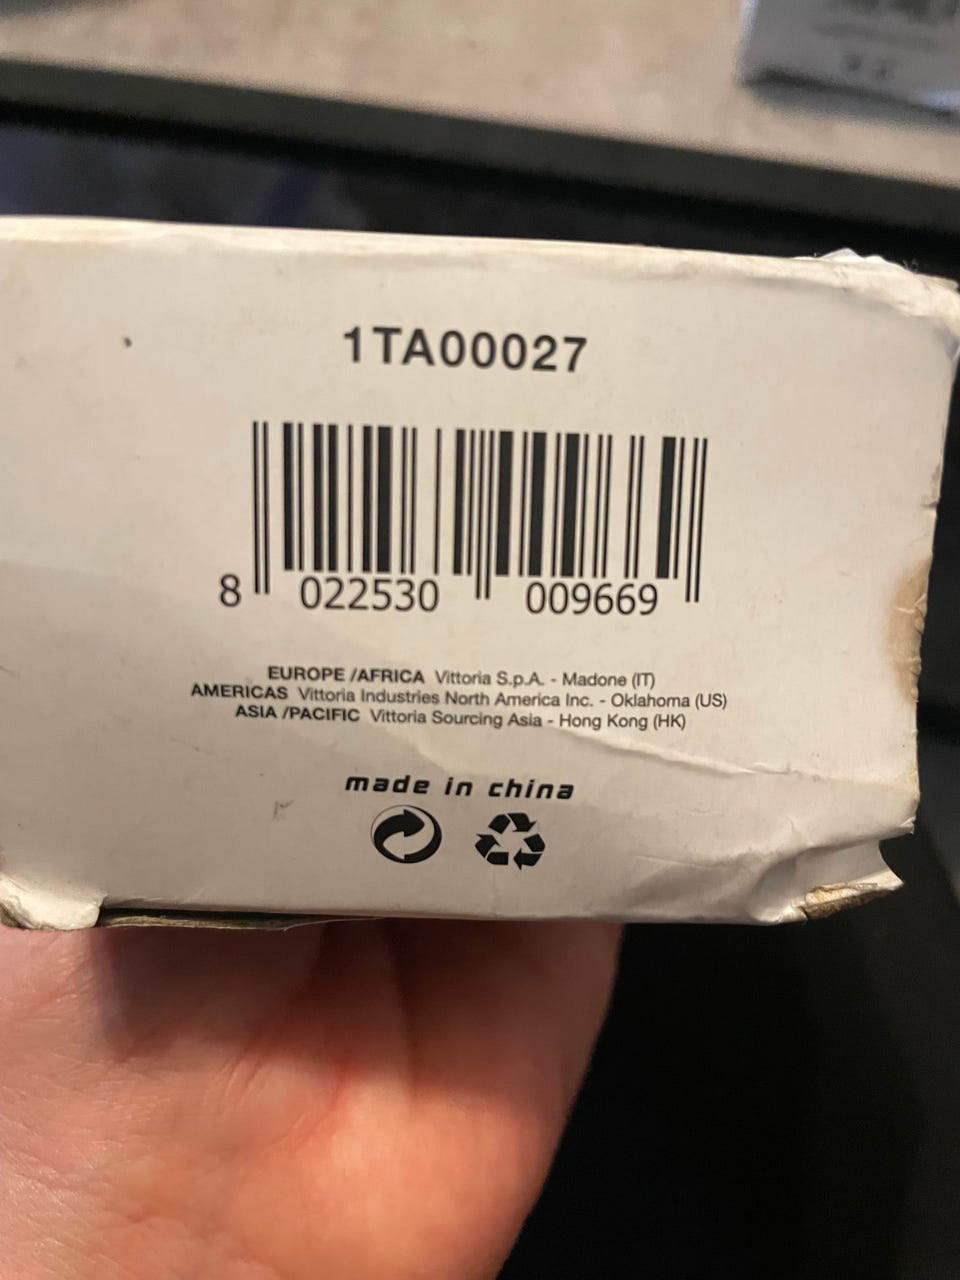 1TA00027
8 022530 009669
EUROPE /AFRICA Vittoria S.p.A. - Madone (IT)
AMERICAS Vittoria Industries North America Inc. - Oklahoma (US)
ASIA /PACIFIC Vittoria Sourcing Asia - Hong Kong (HK)
made in china